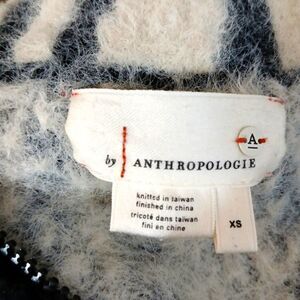 A
by ANTHROPOLOGIE
knitted in taiwan
finished in china
tricoté dans taiwan
fini en chine
XS